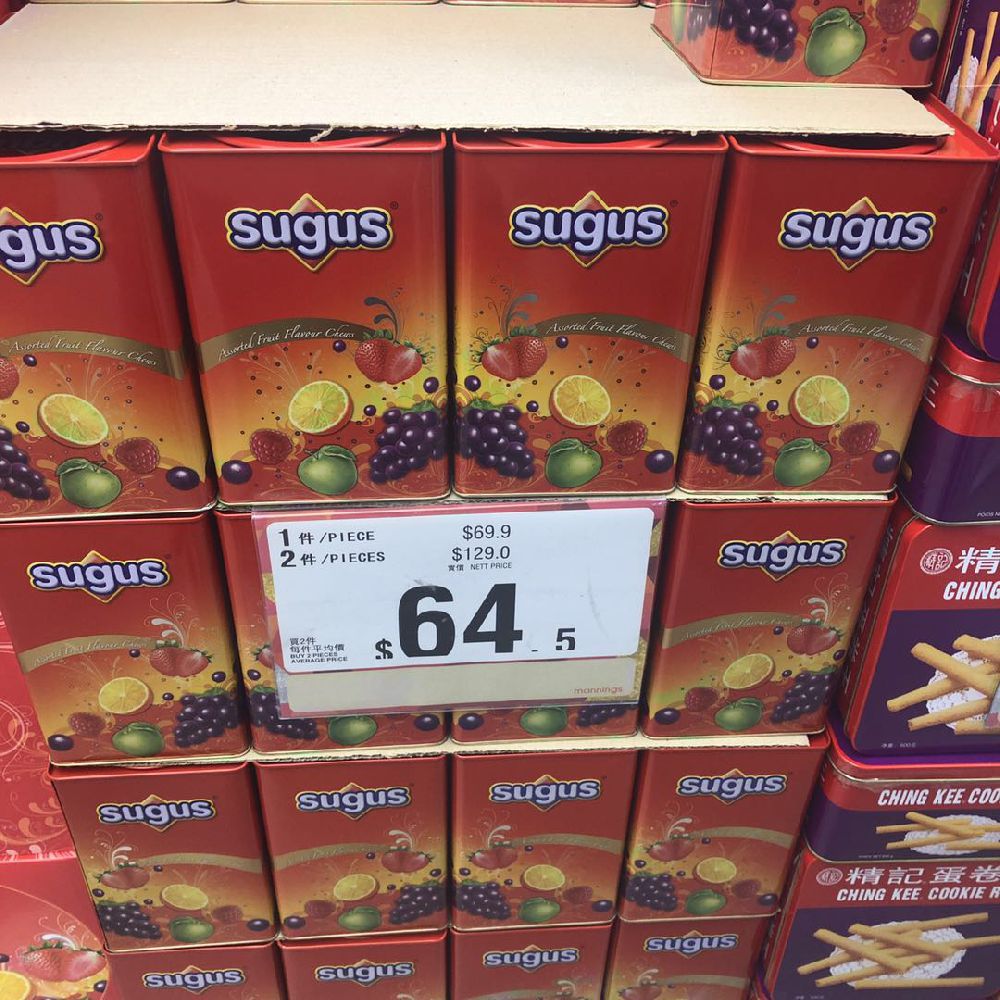 sugus
sugus
sugus
Assorted Fruit Flavour Chews
Assorted Fruit Flavour Chews
Assorted Fruit Flavour
Assorted Fruit Flavour
1 件 /PIECE $69.9
2 件 /PIECES $129.0
實價 NETT PRICE
買2件
每件平均價
BUY 2 PIECES
AVERAGE PRICE
$64.5
mannings
sugus
sugus
精
CHING
sugus
sugus
sugus
sugus
CHING KEE COO
精記蛋卷
CHING KEE COOKIE R
sugus
sugus
sugus
sugus